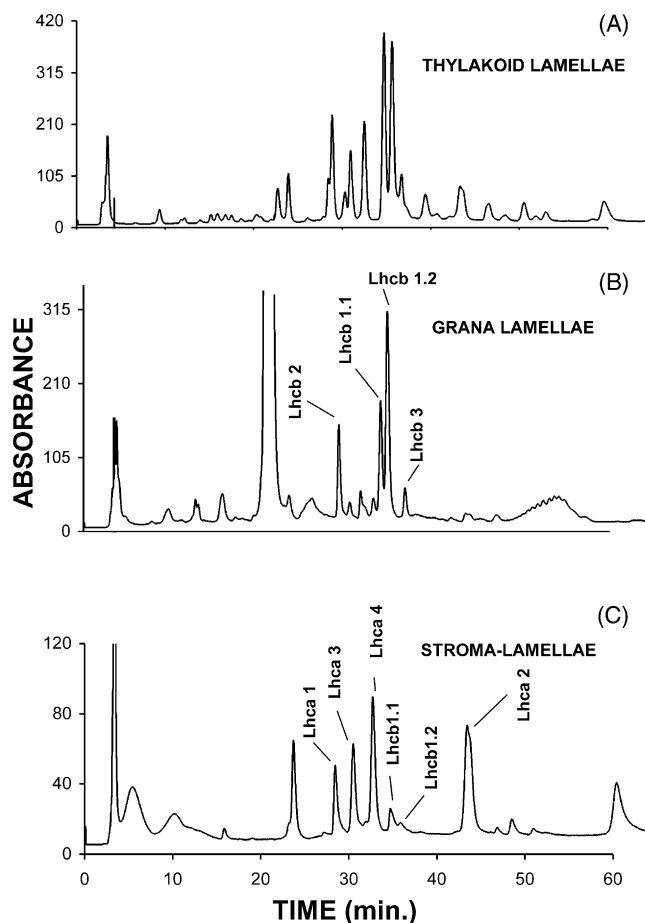 (A)
THYLAKOID LAMELLAE
420
315
210
105
0
(B)
GRANA LAMELLAE
Lhcb 2
Lhcb 1.1
Lhcb 1.2
Lhcb 3
315
210
105
0
ABSORBANCE
(C)
STROMA-LAMELLAE
Lhca 1
Lhca 3
Lhca 4
Lhcb1.1
Lhcb1.2
Lhca 2
120
80
40
0
0 10 20 30 40 50 60
TIME (min.)